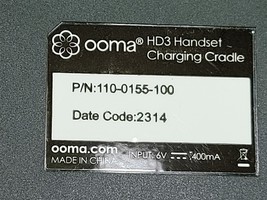 ooma® HD3 Handset
Charging Cradle
P/N:110-0155-100
Date Code:2314
ooma.com
MADE IN CHINA INPUT: 6V ⎓ 400mA